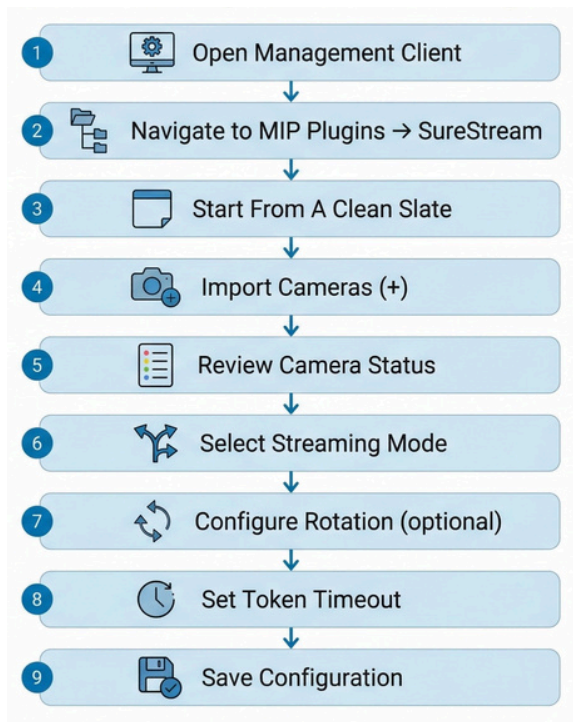 1 Open Management Client
2 Navigate to MIP Plugins → SureStream
3 Start From A Clean Slate
4 Import Cameras (+)
5 Review Camera Status
6 Select Streaming Mode
7 Configure Rotation (optional)
8 Set Token Timeout
9 Save Configuration